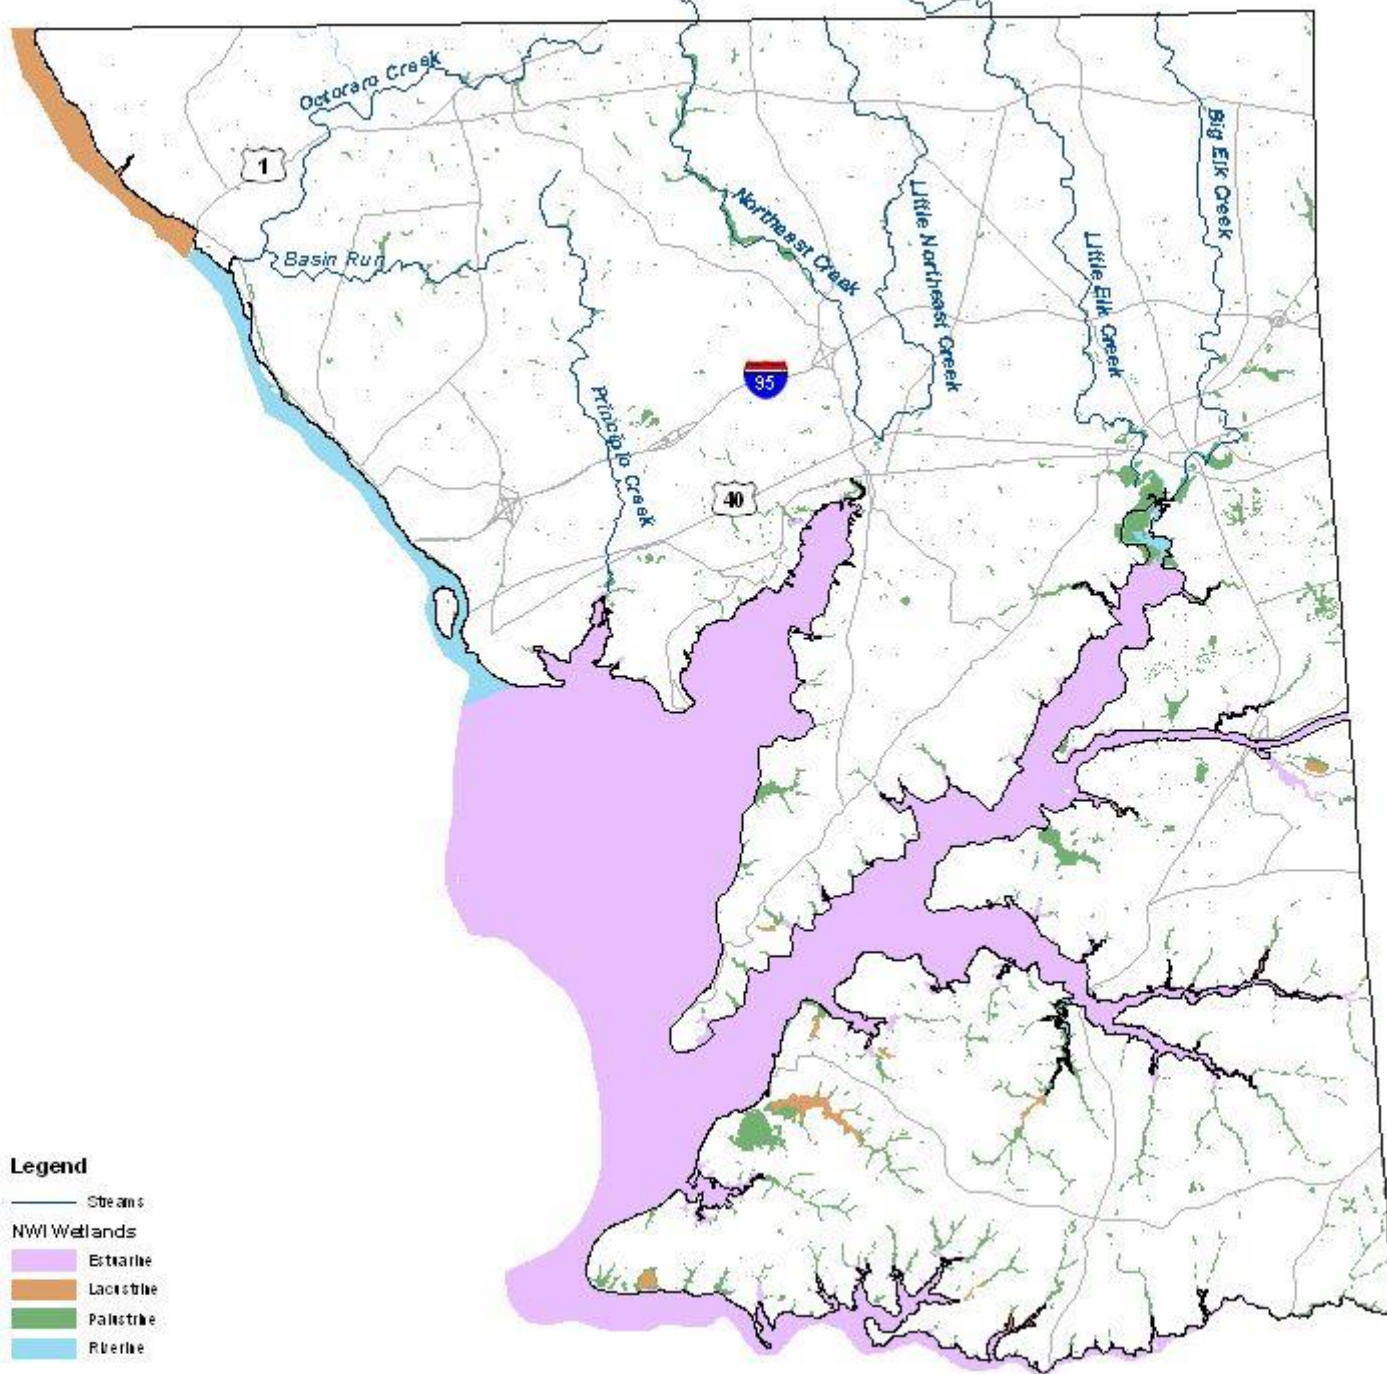 Octoraro Creek
1
Big Elk Creek
Northeast Creek
Little Northeast Creek
Little Elk Creek
Basin Run
95
Principio Creek
40
Legend
Streams
NWI Wetlands
Estuarine
Lacustrine
Palustrine
Riverine